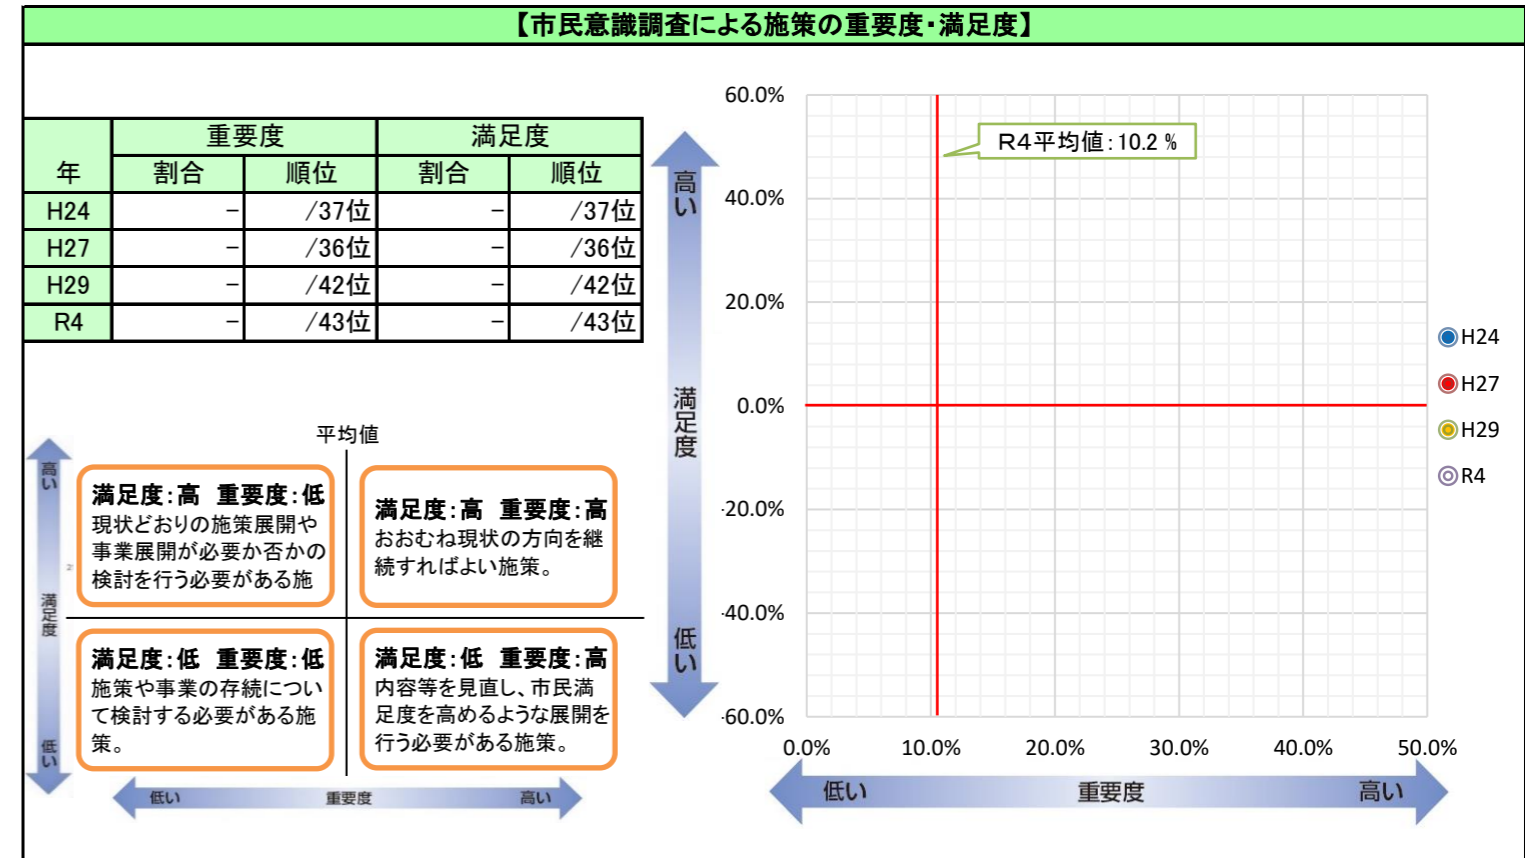 【市民意識調査による施策の重要度・満足度】
年 重要度 満足度
割合 順位 割合 順位
H24 － /37位 － /37位
H27 － /36位 － /36位
H29 － /42位 － /42位
R4 － /43位 － /43位
平均値
高い
満足度
低い
満足度：高 重要度：低
現状どおりの施策展開や
事業展開が必要か否かの
検討を行う必要がある施
満足度：高 重要度：高
おおむね現状の方向を継
続すればよい施策。
満足度：低 重要度：低
施策や事業の存続につい
て検討する必要がある施
策。
満足度：低 重要度：高
内容等を見直し、市民満
足度を高めるような展開を
行う必要がある施策。
低い 重要度 高い
高い
満足度
低い
60.0%
40.0%
20.0%
0.0%
-20.0%
-40.0%
-60.0%
R4平均値：10.2 %
0.0% 10.0% 20.0% 30.0% 40.0% 50.0%
低い 重要度 高い
H24
H27
H29
R4